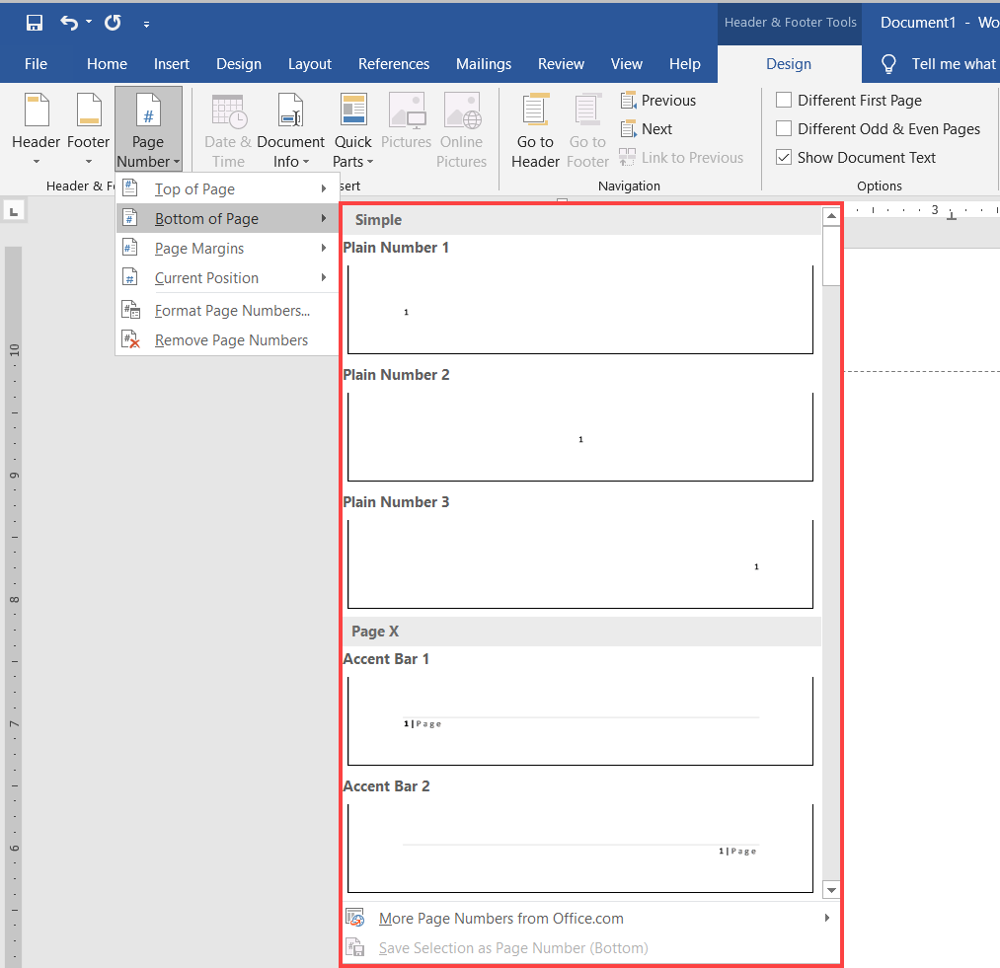 Header & Footer Tools
Document1 - Wo
File Home Insert Design Layout References Mailings Review View Help Design Tell me what
Header
Footer
Page
Number
#
Date &
Time
Document
Info
Quick
Parts
Pictures
Online
Pictures
Go to
Header
Go to
Footer
Previous
Next
Link to Previous
Different First Page
Different Odd & Even Pages
Show Document Text
Header & F
sert
Navigation
Options
Top of Page
Bottom of Page
Page Margins
Current Position
Format Page Numbers...
Remove Page Numbers
L
3
10
9
8
7
6
Simple
Plain Number 1
1
Plain Number 2
1
Plain Number 3
1
Page X
Accent Bar 1
1|Page
Accent Bar 2
1|Page
More Page Numbers from Office.com
Save Selection as Page Number (Bottom)